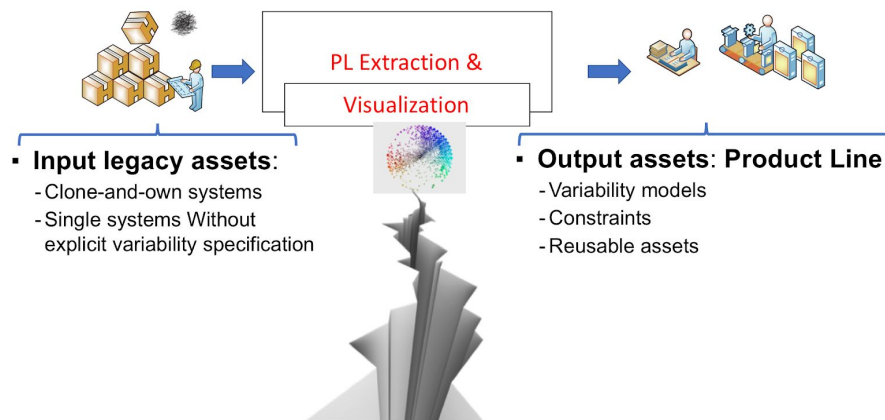 PL Extraction &
Visualization
▪ Input legacy assets:
- Clone-and-own systems
- Single systems Without
explicit variability specification
▪ Output assets: Product Line
- Variability models
- Constraints
- Reusable assets